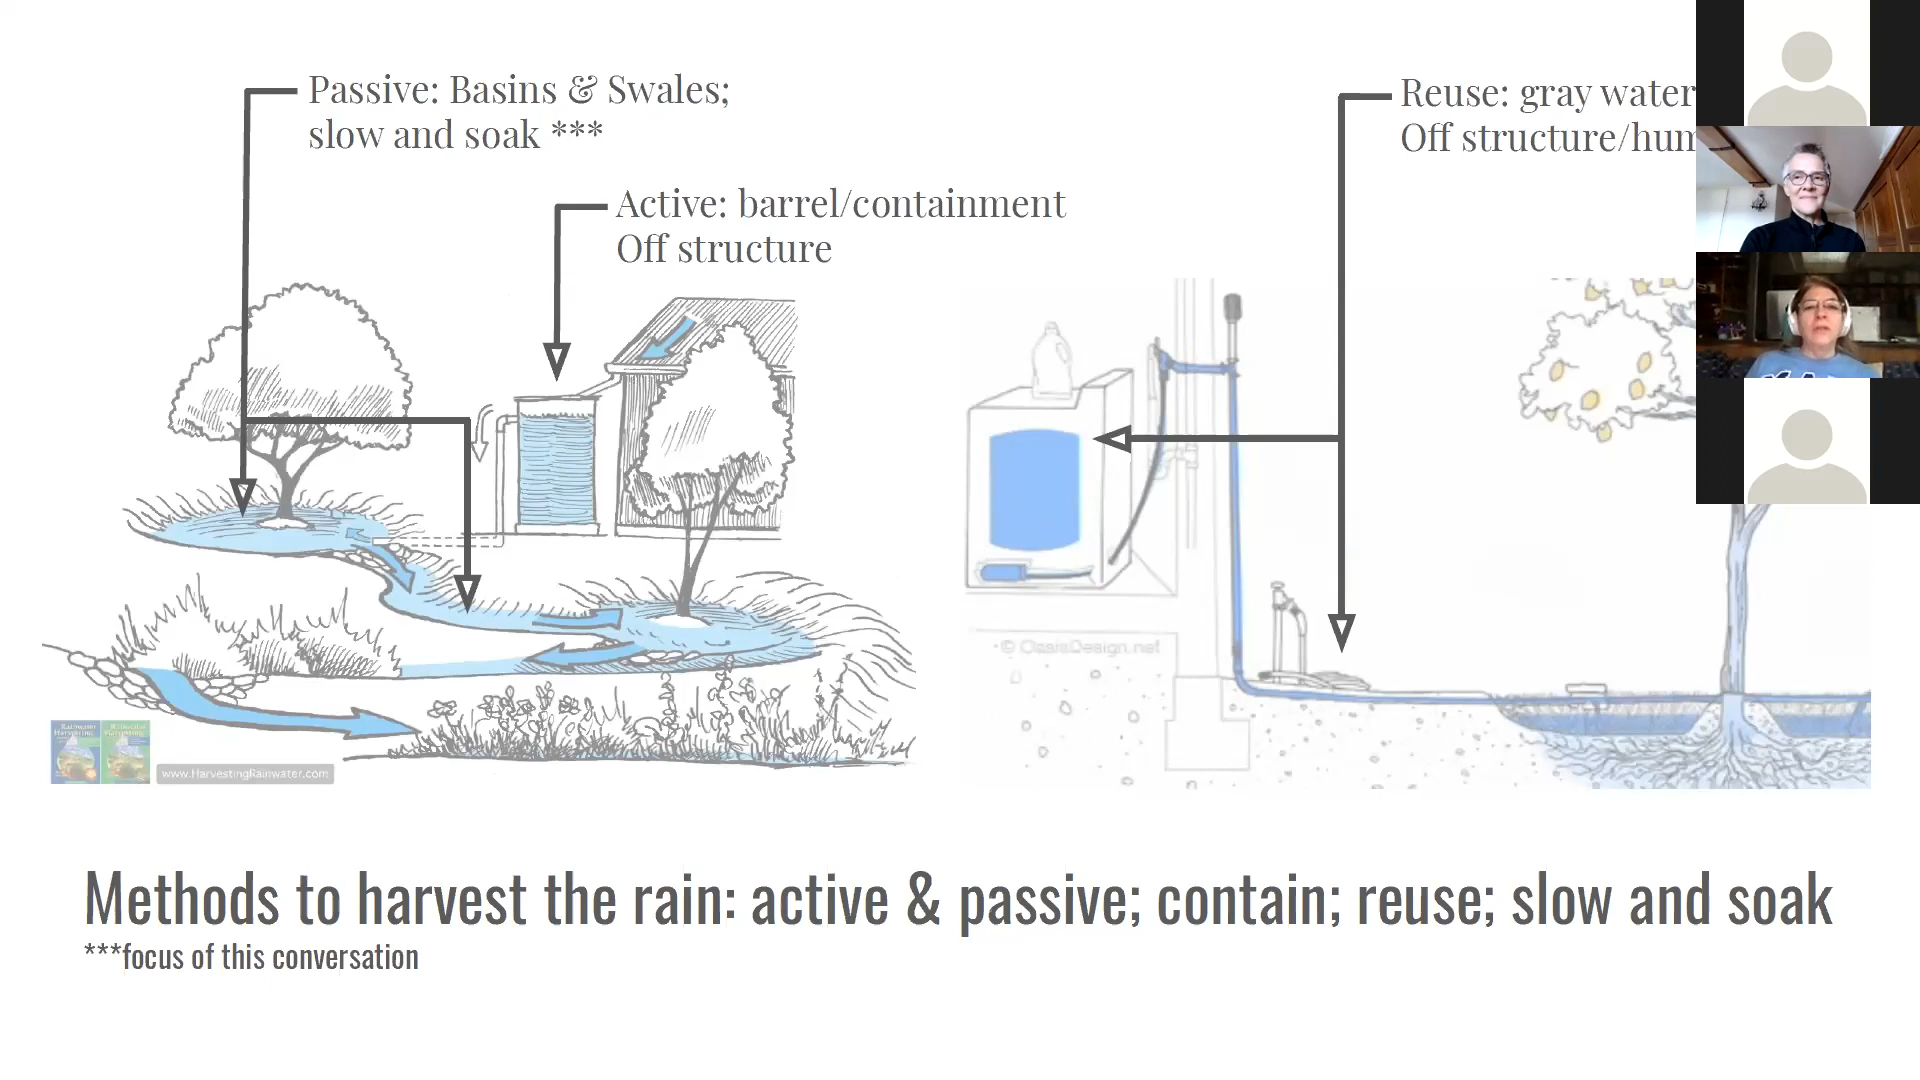 Passive: Basins & Swales;
slow and soak ***
Active: barrel/containment
Off structure
Reuse: gray water
Off structure/hum
© OasisDesign.net
Rainwater
Harvesting
www.HarvestingRainwater.com
Methods to harvest the rain: active & passive; contain; reuse; slow and soak
***focus of this conversation